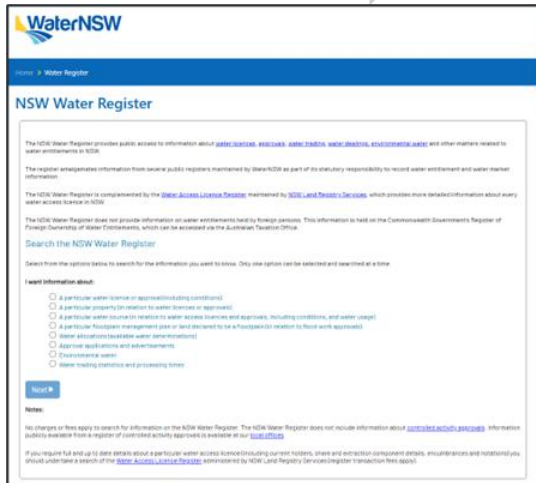 WaterNSW
Home » Water Register
NSW Water Register
The NSW Water Register provides public access to information about water licences, approvals, water trading, water dealings, environmental water and other matters related to
water entitlements in NSW.
The register amalgamates information from several public registers maintained by WaterNSW as part of its statutory responsibility to record water entitlement and water market
information.
The NSW Water Register is complemented by the Water Access Licence Register maintained by NSW Land Registry Services, which provides more detailed information about every
water access licence in NSW.
The NSW Water Register does not provide information on water entitlements held by foreign persons. This information is held on the Commonwealth Government's Register of
Foreign Ownership of Water Entitlements, which can be accessed via the Australian Taxation Office.
Search the NSW Water Register
Select from the options below to search for the information you want to know. Only one option can be selected and searched at a time.
I want information about:
A particular water licence or approval(including conditions)
A particular property(in relation to water licences or approvals)
A particular water source(in relation to water access licences and approvals, including conditions, and water usage)
A particular floodplain management plan or land declared to be a floodplain(in relation to flood work approvals)
Water allocations(available water determinations)
Approval applications and advertisements
Environmental water
Water trading statistics and processing times
Next
Notes:
No charges or fees apply to search for information on the NSW Water Register. The NSW Water Register does not include information about controlled activity approvals. Information
publicly available from a register of controlled activity approvals is available at our local offices.
If you require full and up to date details about a particular water access licence(including current holders, share and extraction component details, encumbrances and notations)you
should undertake a search of the Water Access Licence Register administered by NSW Land Registry Services(register transaction fees apply).